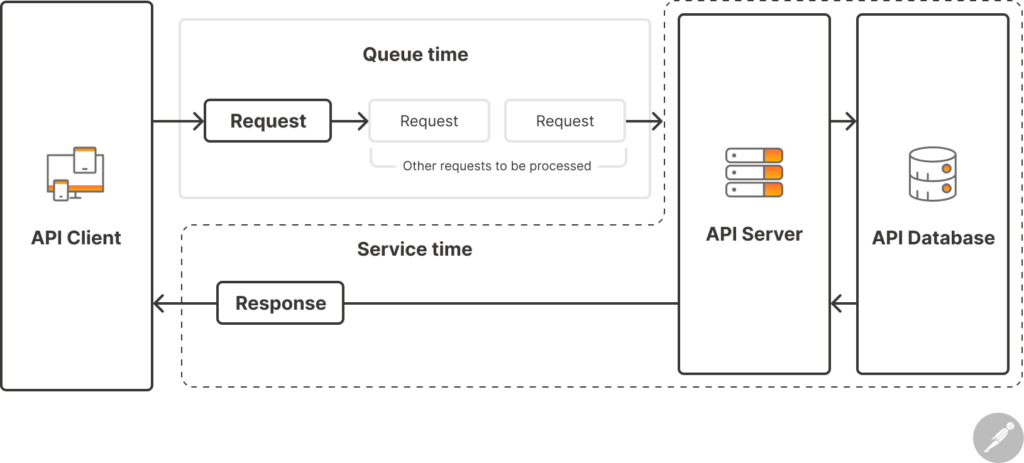 Queue time
Request
Request
Request
Other requests to be processed
API Client
API Server
API Database
Service time
Response